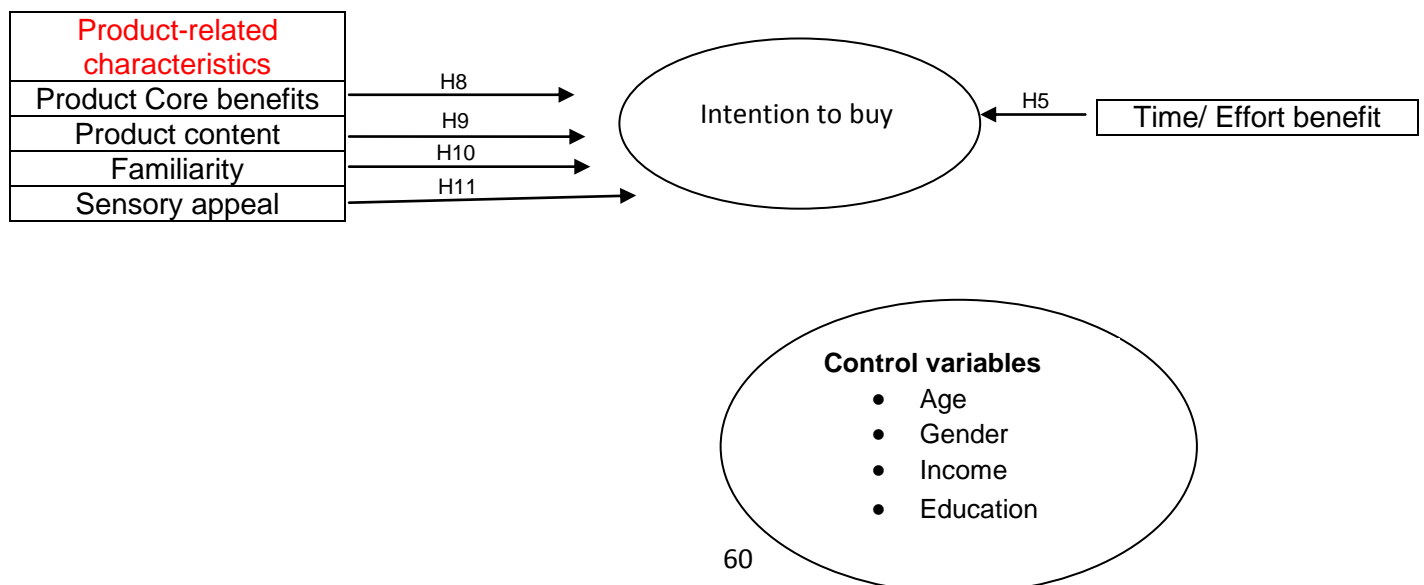 Product-related
characteristics
Product Core benefits
Product content
Familiarity
Sensory appeal
H8
H9
H10
H11
Intention to buy
H5
Time/ Effort benefit
Control variables
• Age
• Gender
• Income
• Education
60